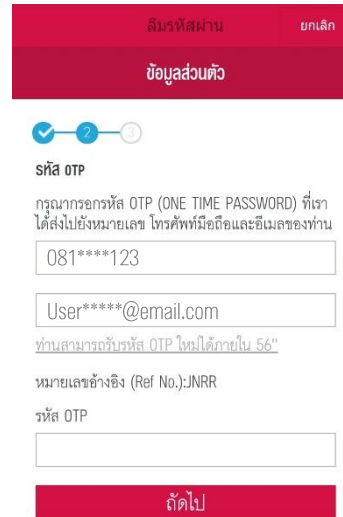 ลืมรหัสผ่าน ยกเลิก
ข้อมูลส่วนตัว
2 3
รหัส OTP
กรุณากรอกรหัส OTP (ONE TIME PASSWORD) ที่เรา
ได้ส่งไปยังหมายเลข โทรศัพท์มือถือและอีเมลของท่าน
081****123
User*****@email.com
ท่านสามารถรับรหัส OTP ใหม่ได้ภายใน 56"
หมายเลขอ้างอิง (Ref No.):JNRR
รหัส OTP
ถัดไป